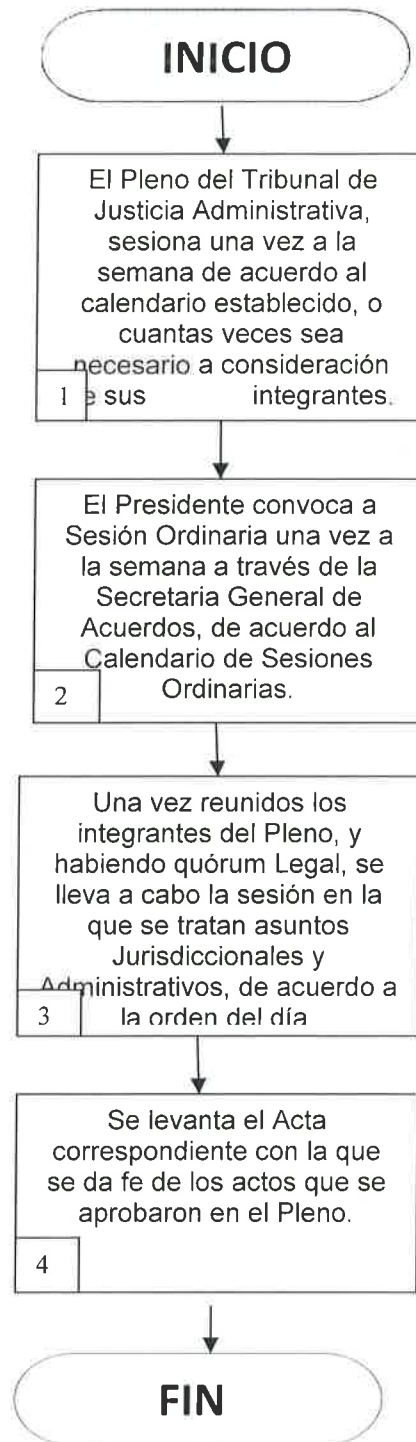 INICIO
El Pleno del Tribunal de
Justicia Administrativa,
sesiona una vez a la
semana de acuerdo al
calendario establecido, o
cuantas veces sea
necesario a consideración
1 e sus integrantes.
El Presidente convoca a
Sesión Ordinaria una vez a
la semana a través de la
Secretaria General de
Acuerdos, de acuerdo al
Calendario de Sesiones
2 Ordinarias.
Una vez reunidos los
integrantes del Pleno, y
habiendo quórum Legal, se
lleva a cabo la sesión en la
que se tratan asuntos
Jurisdiccionales y
Administrativos, de acuerdo a
3 la orden del día
Se levanta el Acta
correspondiente con la que
se da fe de los actos que se
aprobaron en el Pleno.
4
FIN